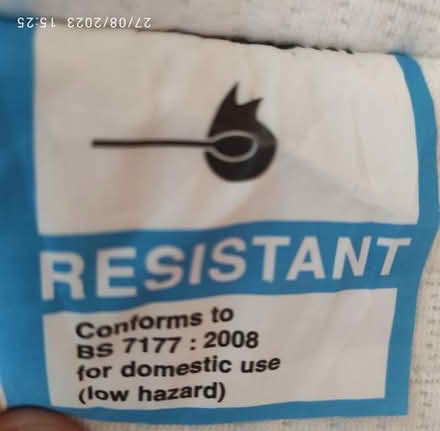 27/08/2023 15:25
RESISTANT
Conforms to
BS 7177 : 2008
for domestic use
(low hazard)